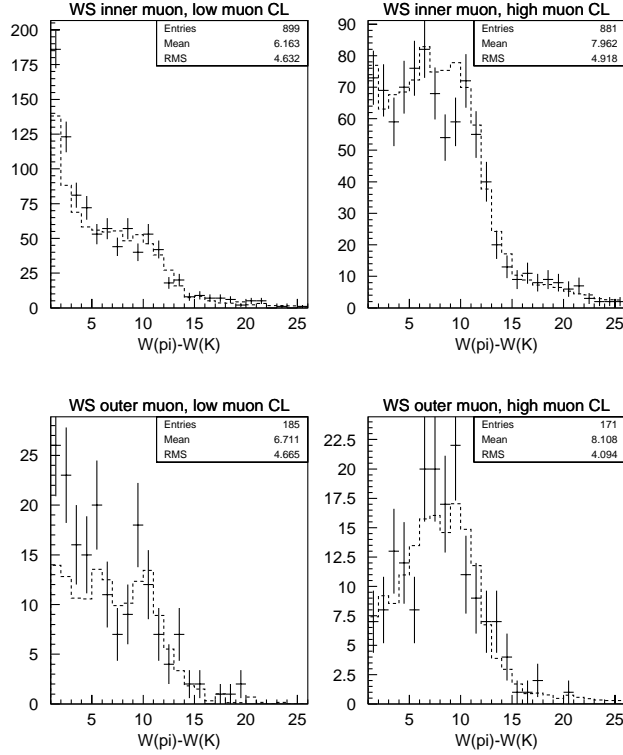 WS inner muon, low muon CL
Entries 899
Mean 6.163
RMS 4.632
200
175
150
125
100
75
50
25
0
5 10 15 20 25
W(pi)-W(K)
WS inner muon, high muon CL
Entries 881
Mean 7.962
RMS 4.918
90
80
70
60
50
40
30
20
10
0
5 10 15 20 25
W(pi)-W(K)
WS outer muon, low muon CL
Entries 185
Mean 6.711
RMS 4.665
25
20
15
10
5
0
5 10 15 20 25
W(pi)-W(K)
WS outer muon, high muon CL
Entries 171
Mean 8.108
RMS 4.094
22.5
20
17.5
15
12.5
10
7.5
5
2.5
0
5 10 15 20 25
W(pi)-W(K)